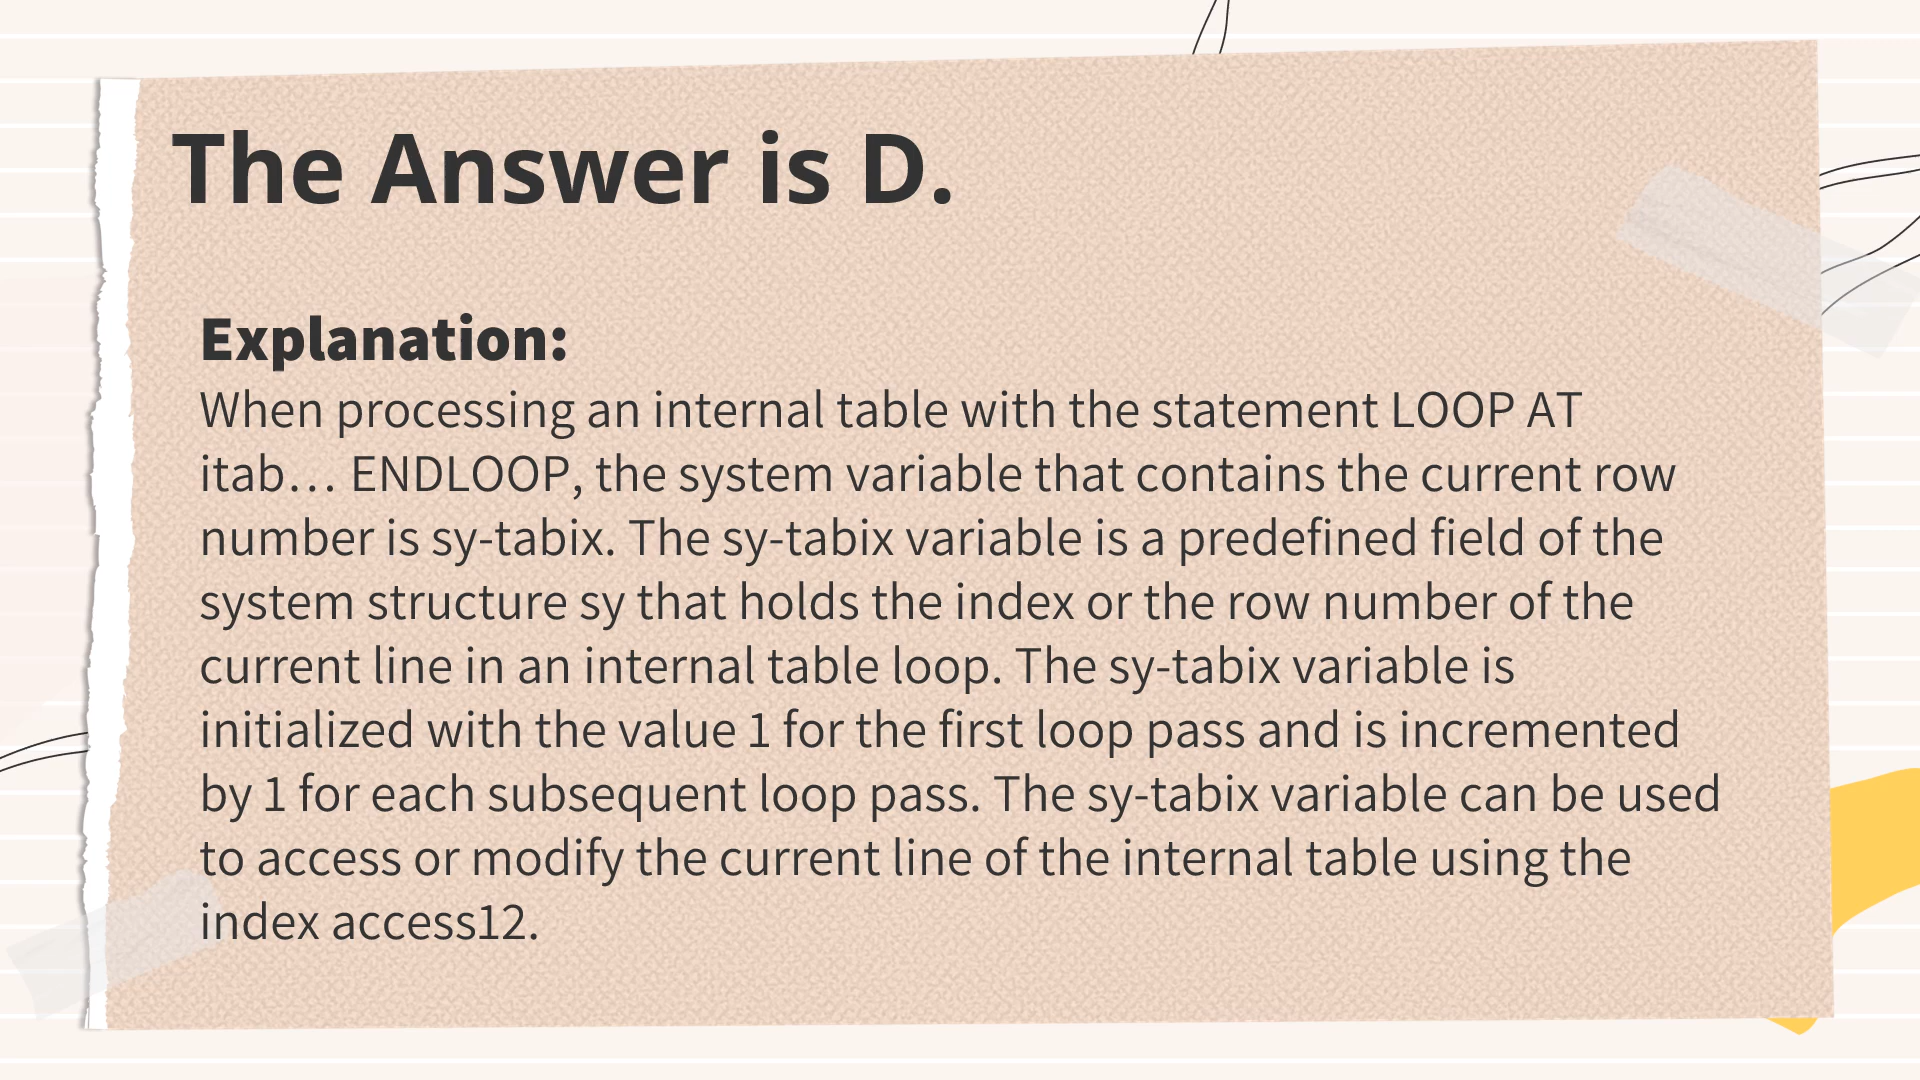 The Answer is D.
Explanation:
When processing an internal table with the statement LOOP AT
itab… ENDLOOP, the system variable that contains the current row
number is sy-tabix. The sy-tabix variable is a predefined field of the
system structure sy that holds the index or the row number of the
current line in an internal table loop. The sy-tabix variable is
initialized with the value 1 for the first loop pass and is incremented
by 1 for each subsequent loop pass. The sy-tabix variable can be used
to access or modify the current line of the internal table using the
index access12.